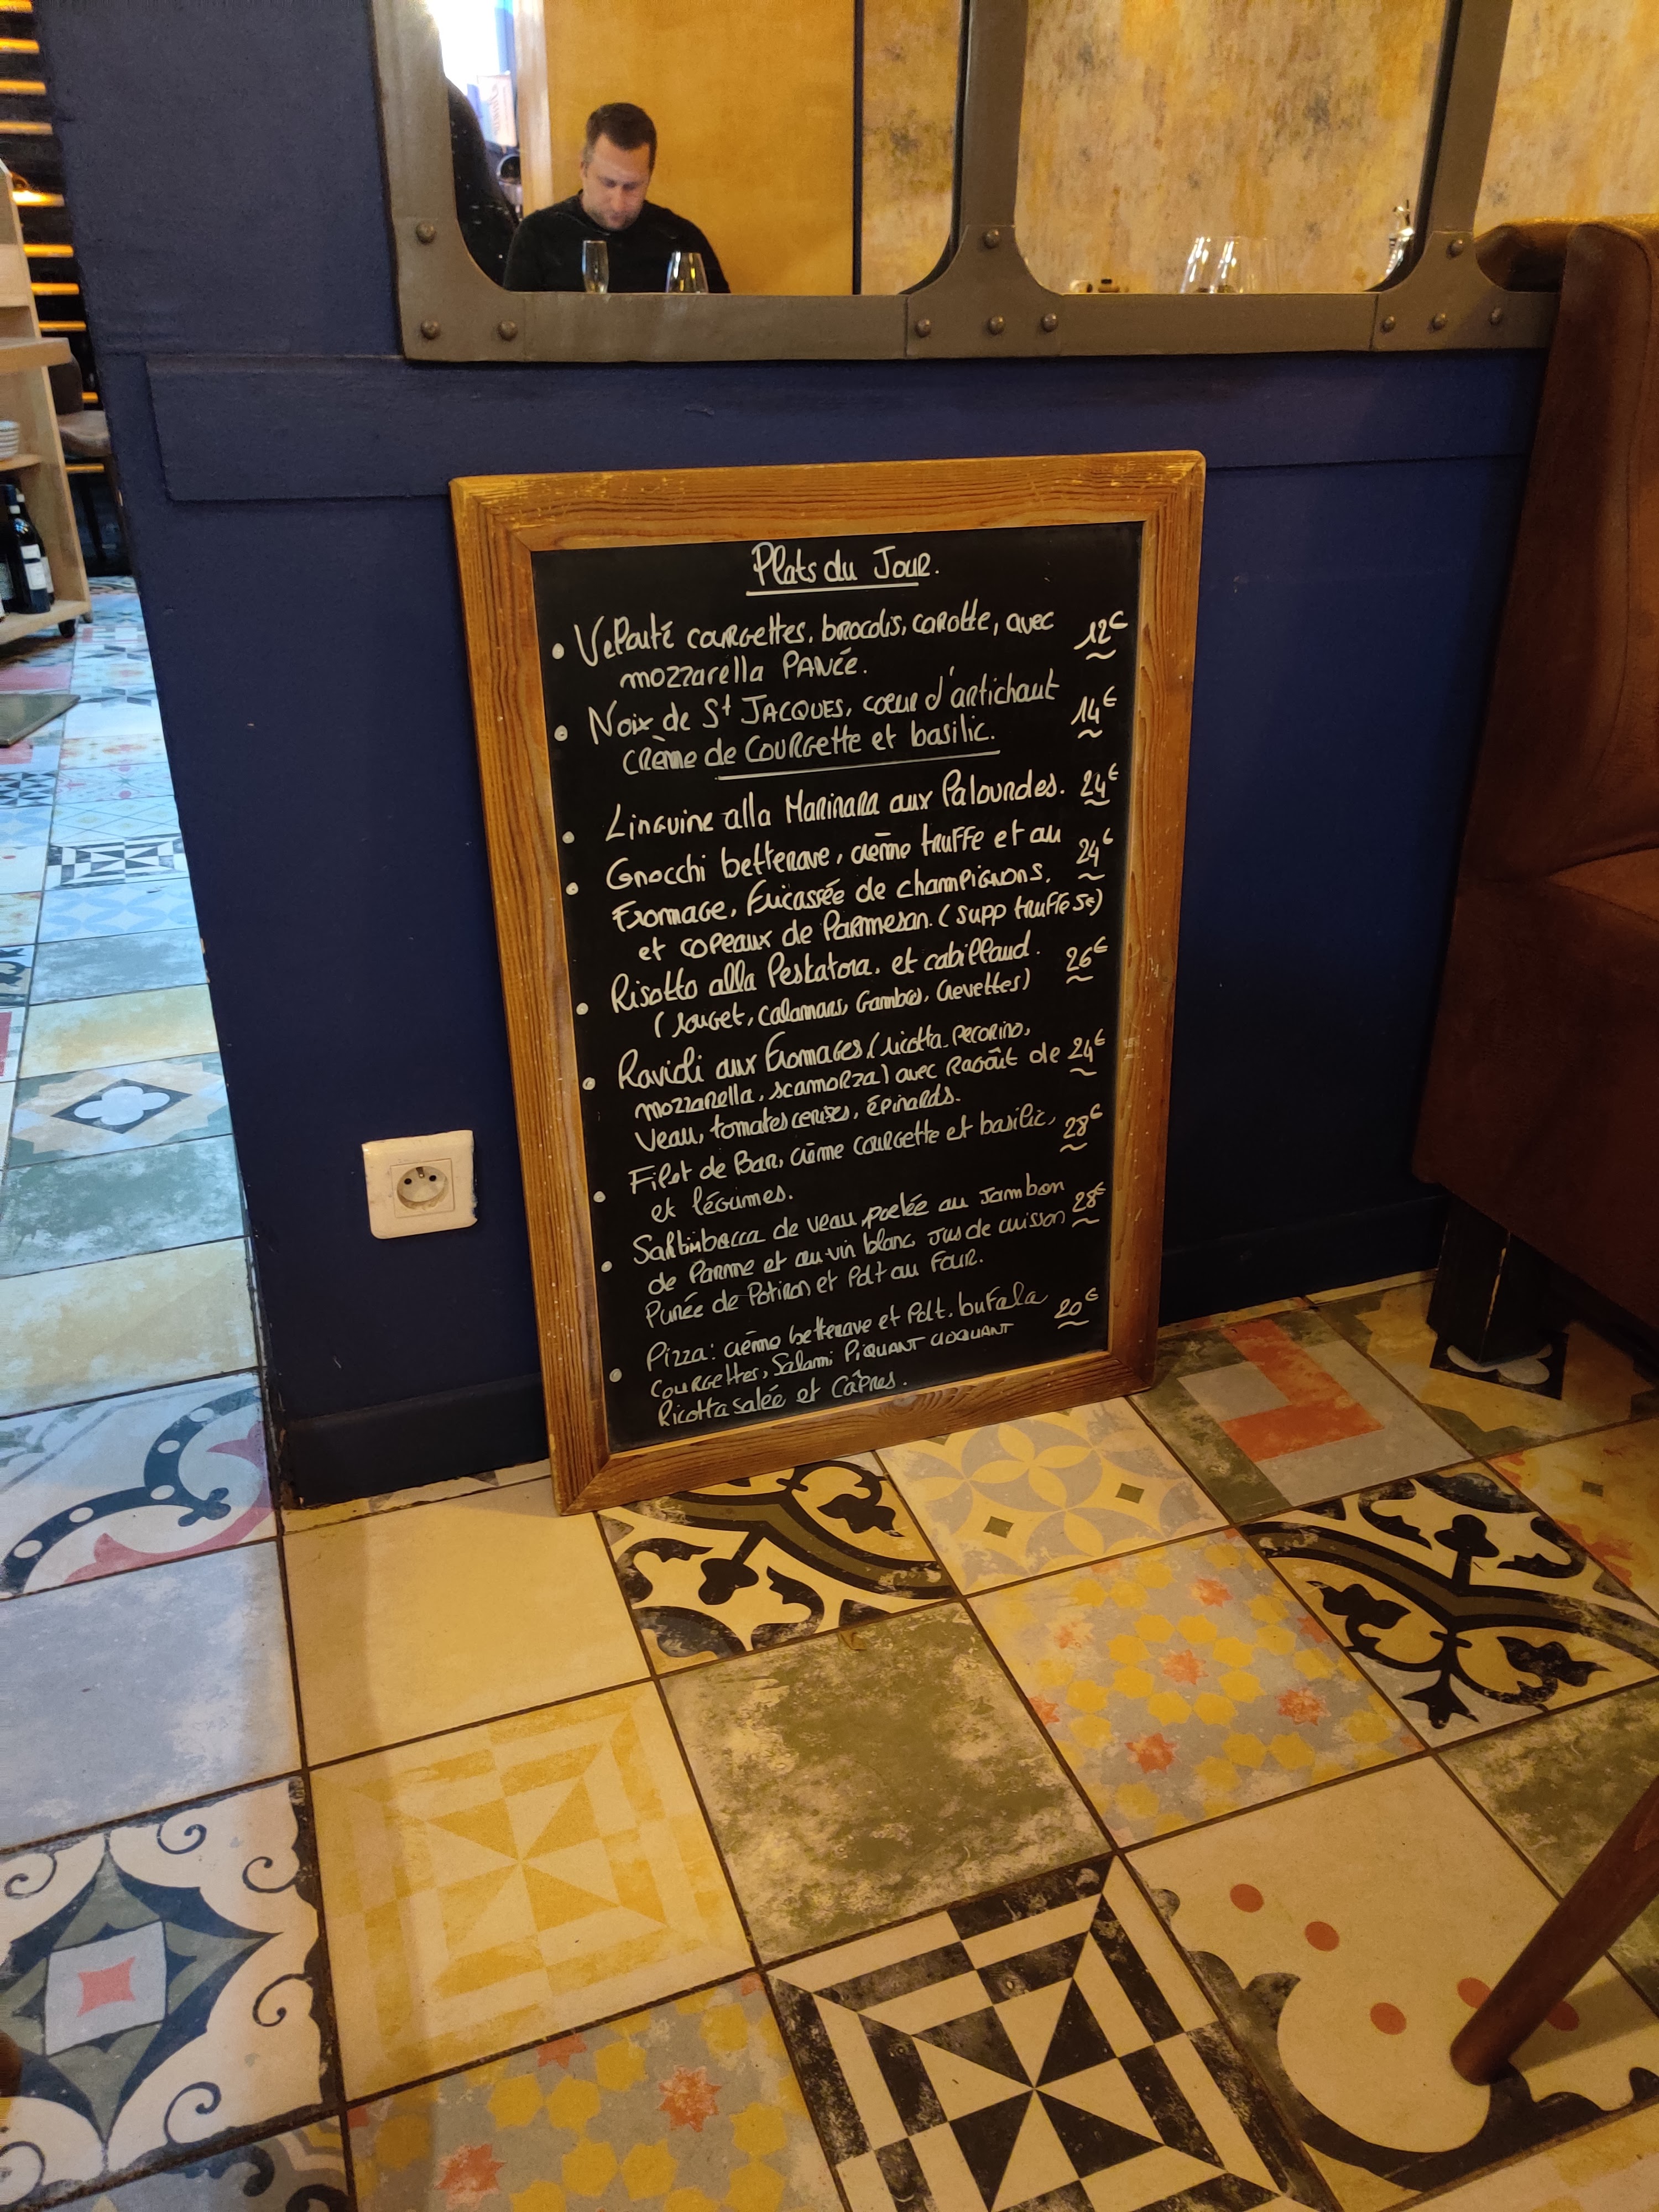 Plats du Jour.
• Velouté courgettes, brocolis, carotte, avec 12€
mozzarella PANÉE.
• Noix de St JACQUES, coeur d'artichaut 14€
crème de COURGETTE et basilic.
• Linguine alla Marinara aux Palourdes. 24€
• Gnocchi betterave, crème truffe et au 24€
Fromage, fricassée de champignons,
et copeaux de Parmesan. (supp truffe 5€)
• Risotto alla Peskatora, et cabillaud. 26€
(rouget, calamars, Gambas, Crevettes)
• Ravioli aux Fromages (ricotta, pecorino,
mozzarella, scamorza) avec Ragoût de 24€
Veau, tomates cerises, épinards.
• Filet de Bar, crème courgette et basilic, 28€
et légumes.
• Saltimbocca de veau poelée au Jambon 28€
de Parme et au vin blanc Jus de cuisson
Purée de Potiron et Pdt au Four.
• Pizza: crème betterave et Pdt. bufala 20€
Courgettes, Salami PIQUANT CROQUANT
Ricotta salée et Câpres.